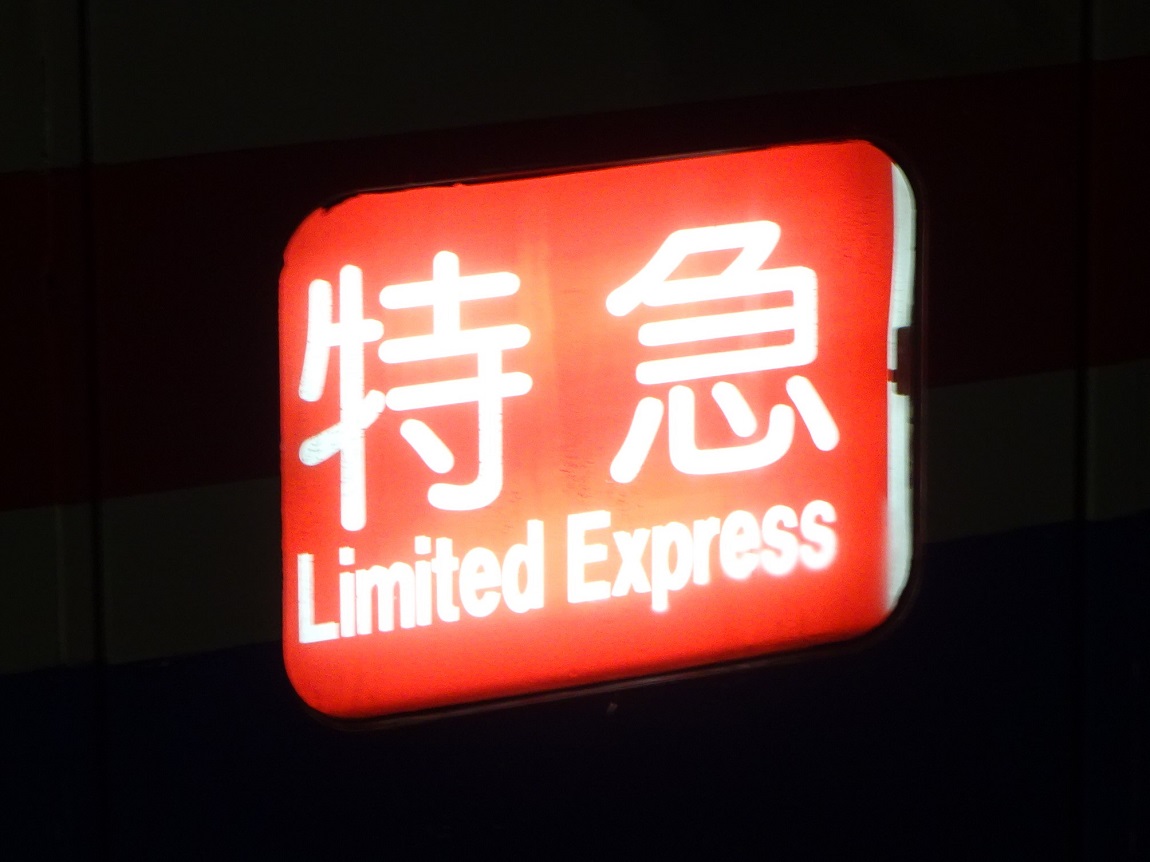 特急
Limited Express